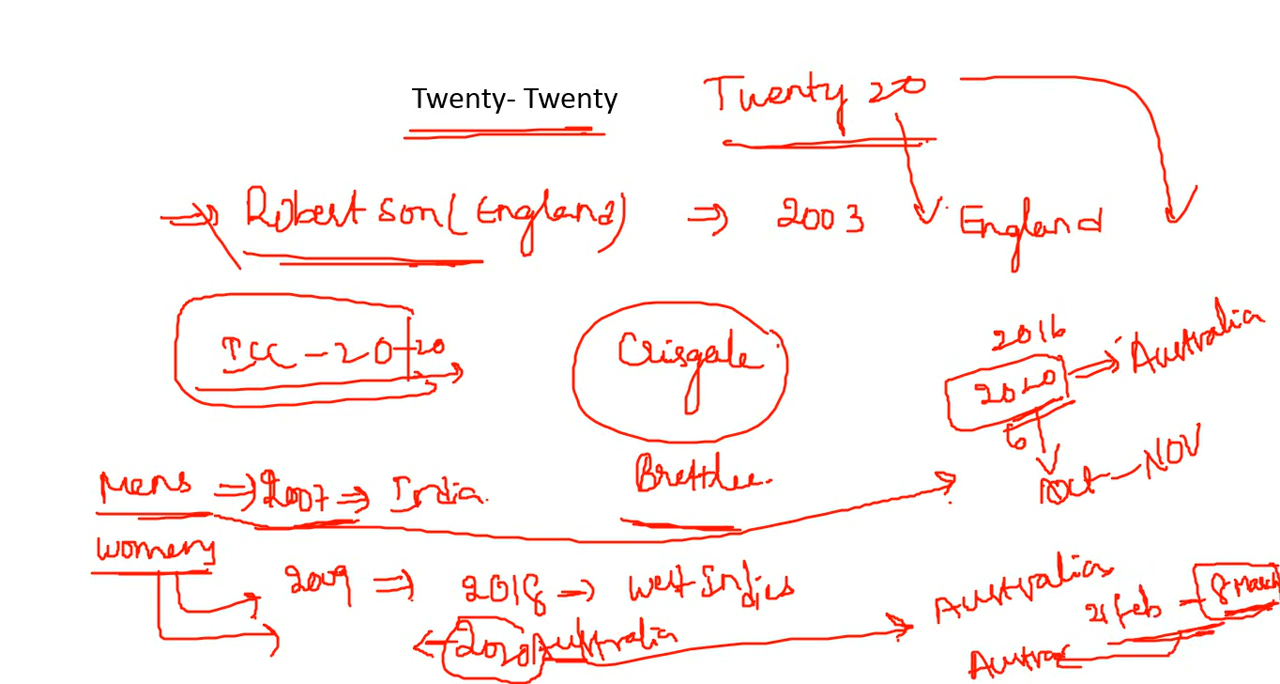 Twenty- Twenty Twenty 20
⇒ Robertson (England) ⇒ 2003 England
ICC - 20-20 Crisgale 2016
2020 ⇒ Australia
6
Oct - NOV
Mens ⇒ 2007 ⇒ India. Brettlee.
Womens
2009 ⇒ 2018 → West Indies Australia
2020 Australia 21 Feb - 8 March
Austra